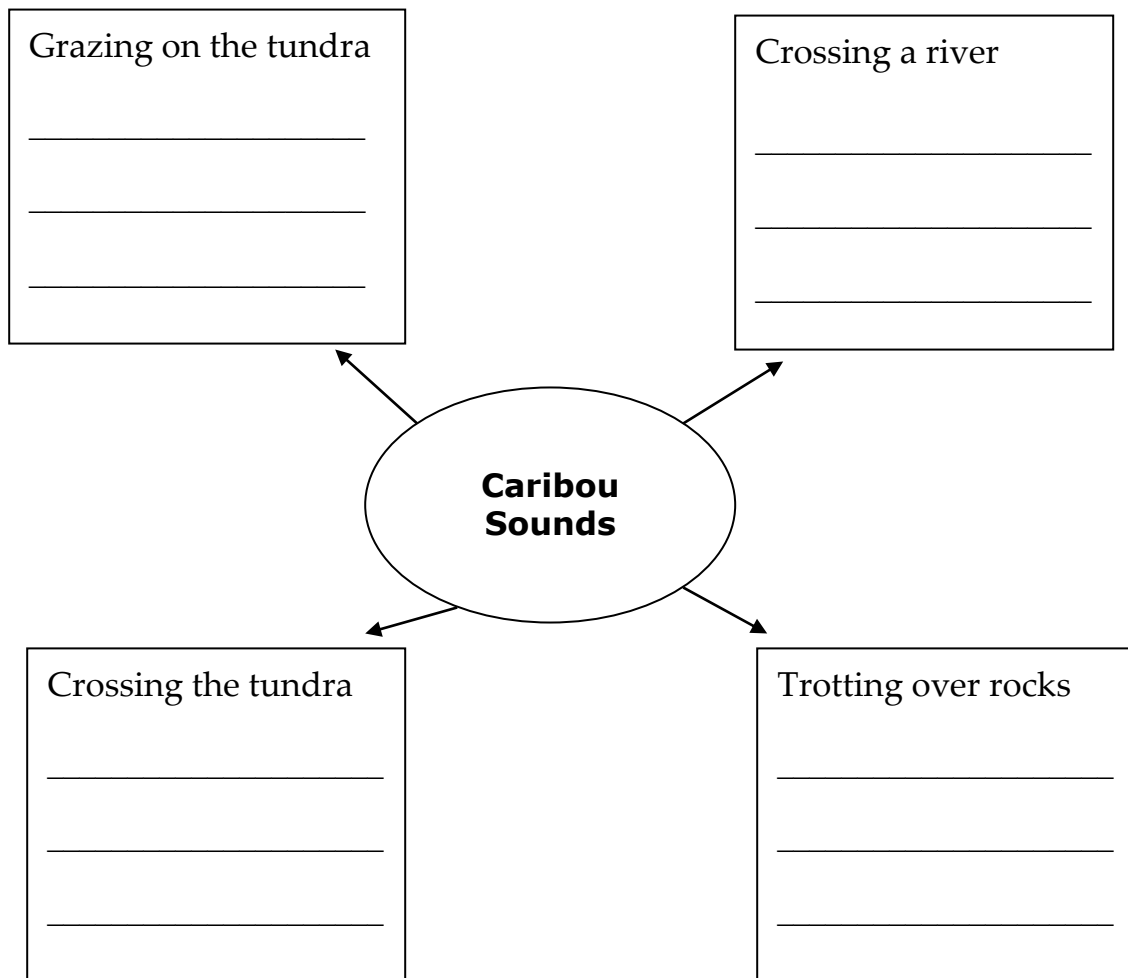 Grazing on the tundra
Crossing a river
Caribou
Sounds
Crossing the tundra
Trotting over rocks